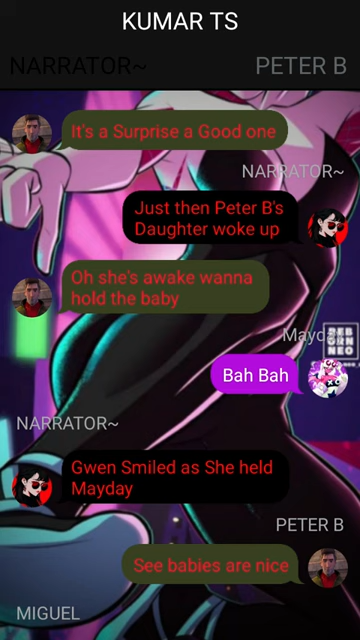 KUMAR TS
NARRATOR~
PETER B
It's a Surprise a Good one
NARRATOR~
Just then Peter B's
Daughter woke up
Oh she's awake wanna
hold the baby
Bah Bah
NARRATOR~
Gwen Smiled as She held
Mayday
PETER B
See babies are nice
MIGUEL